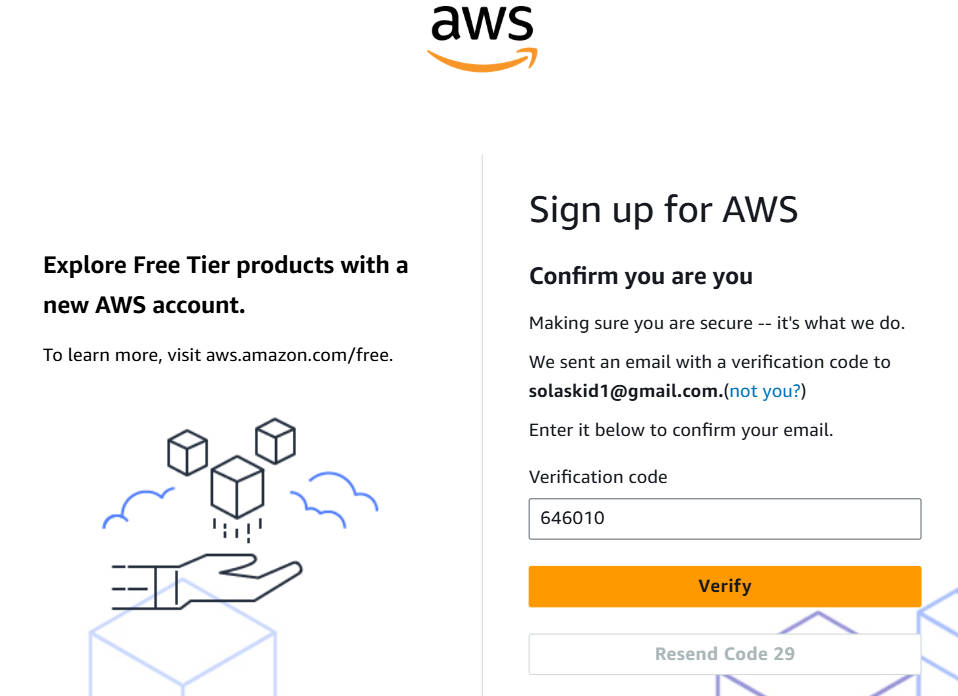 aws
Explore Free Tier products with a
new AWS account.
To learn more, visit aws.amazon.com/free.
Sign up for AWS
Confirm you are you
Making sure you are secure -- it's what we do.
We sent an email with a verification code to
solaskid1@gmail.com.(not you?)
Enter it below to confirm your email.
Verification code
646010
Verify
Resend Code 29